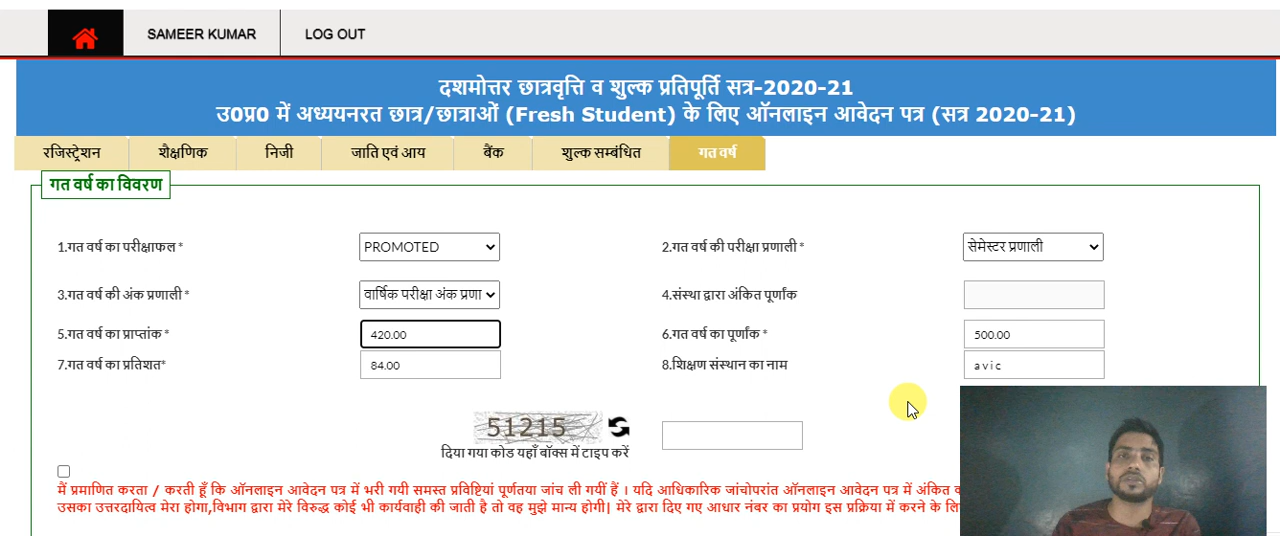 SAMEER KUMAR LOG OUT
दशमोत्तर छात्रवृत्ति व शुल्क प्रतिपूर्ति सत्र-2020-21
उ0प्र0 में अध्ययनरत छात्र/छात्राओं (Fresh Student) के लिए ऑनलाइन आवेदन पत्र (सत्र 2020-21)
रजिस्ट्रेशन शैक्षणिक निजी जाति एवं आय बैंक शुल्क सम्बंधित गत वर्ष
गत वर्ष का विवरण
1.गत वर्ष का परीक्षाफल * PROMOTED 2.गत वर्ष की परीक्षा प्रणाली * सेमेस्टर प्रणाली
3.गत वर्ष की अंक प्रणाली * वार्षिक परीक्षा अंक प्रणा 4.संस्था द्वारा अंकित पूर्णांक
5.गत वर्ष का प्राप्तांक * 420.00 6.गत वर्ष का पूर्णांक * 500.00
7.गत वर्ष का प्रतिशत* 84.00 8.शिक्षण संस्थान का नाम avic
51215
दिया गया कोड यहाँ बॉक्स में टाइप करें
मैं प्रमाणित करता / करती हूँ कि ऑनलाइन आवेदन पत्र में भरी गयी समस्त प्रविष्टियां पूर्णतया जांच ली गयीं हैं । यदि आधिकारिक जांचोपरांत ऑनलाइन आवेदन पत्र में अंकित
उसका उत्तरदायित्व मेरा होगा,विभाग द्वारा मेरे विरुद्ध कोई भी कार्यवाही की जाती है तो वह मुझे मान्य होगी| मेरे द्वारा दिए गए आधार नंबर का प्रयोग इस प्रक्रिया में करने के